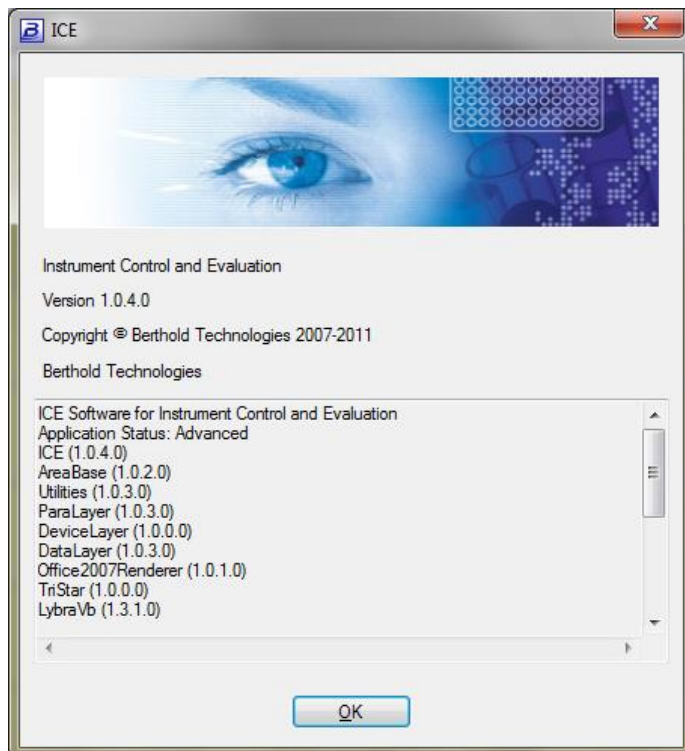 ICE
Instrument Control and Evaluation
Version 1.0.4.0
Copyright © Berthold Technologies 2007-2011
Berthold Technologies
ICE Software for Instrument Control and Evaluation
Application Status: Advanced
ICE (1.0.4.0)
AreaBase (1.0.2.0)
Utilities (1.0.3.0)
ParaLayer (1.0.3.0)
DeviceLayer (1.0.0.0)
DataLayer (1.0.3.0)
Office2007Renderer (1.0.1.0)
TriStar (1.0.0.0)
LybraVb (1.3.1.0)
OK